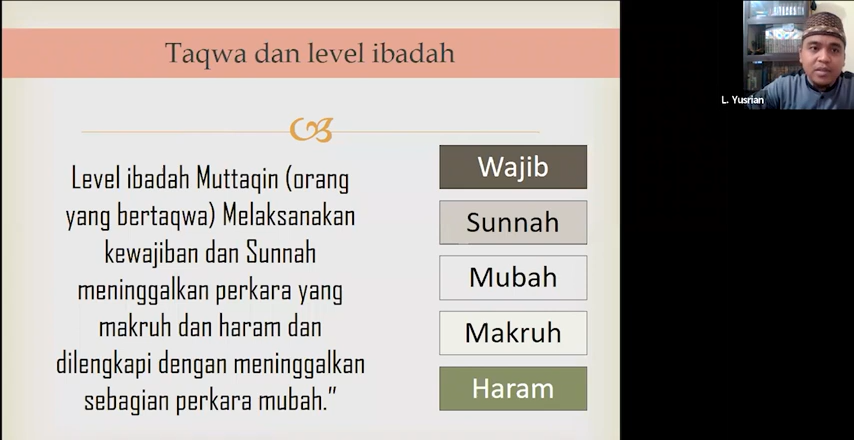 Taqwa dan level ibadah
Level ibadah Muttaqin (orang
yang bertaqwa) Melaksanakan
kewajiban dan Sunnah
meninggalkan perkara yang
makruh dan haram dan
dilengkapi dengan meninggalkan
sebagian perkara mubah."
Wajib
Sunnah
Mubah
Makruh
Haram
L. Yusrian